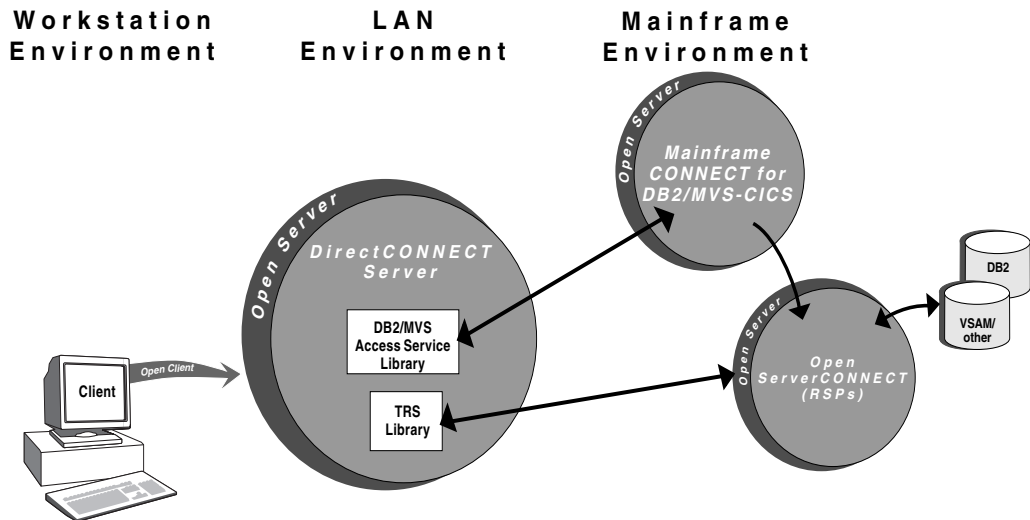 Workstation
Environment
LAN
Environment
Mainframe
Environment
Open Server
Mainframe
CONNECT for
DB2/MVS-CICS
Open Server
DirectCONNECT
Server
DB2/MVS
Access Service
Library
TRS
Library
Client
Open Client
Open Server
Open
ServerCONNECT
(RSPs)
DB2
VSAM/
other